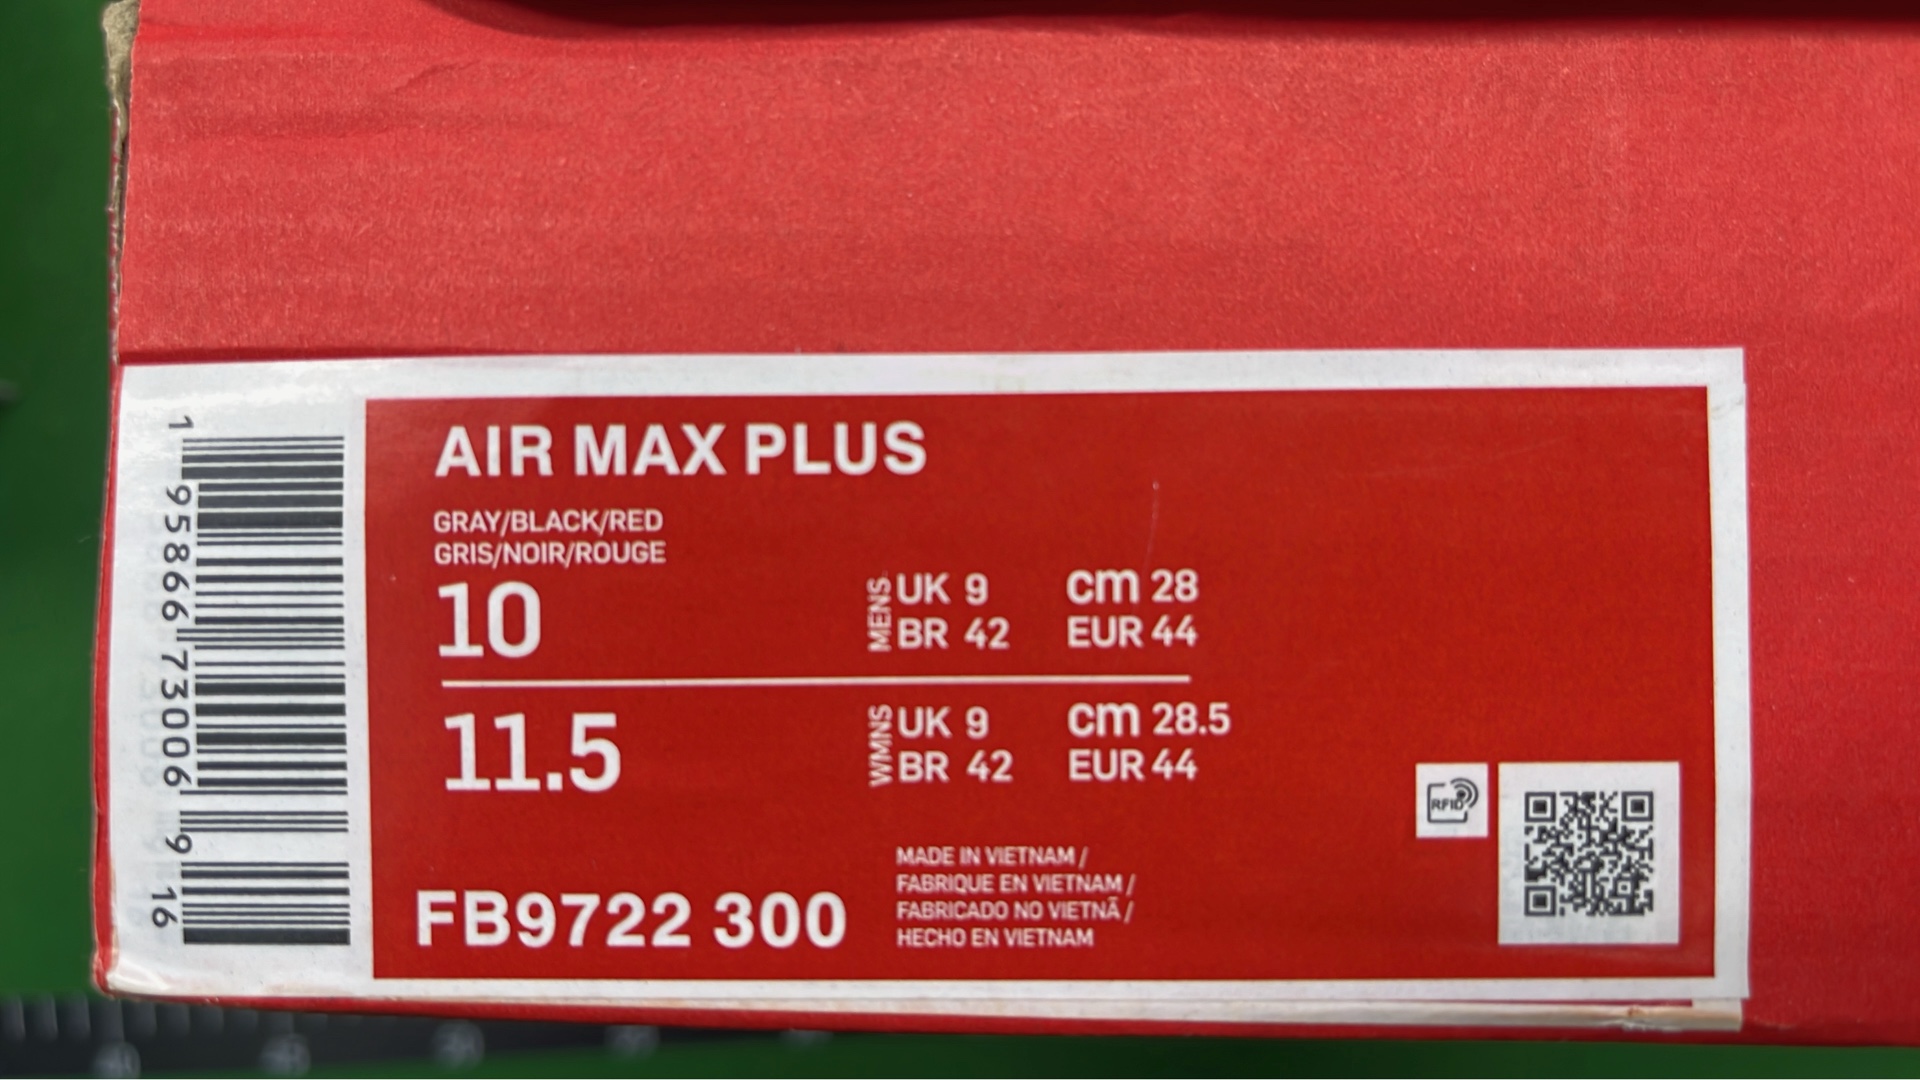 AIR MAX PLUS
GRAY/BLACK/RED
GRIS/NOIR/ROUGE
10
MENS
UK 9 cm 28
BR 42 EUR 44
11.5
WMNS
UK 9 cm 28.5
BR 42 EUR 44
FB9722 300
MADE IN VIETNAM /
FABRIQUE EN VIETNAM /
FABRICADO NO VIETNÃ /
HECHO EN VIETNAM
RFID
1 95866 73006 9 16